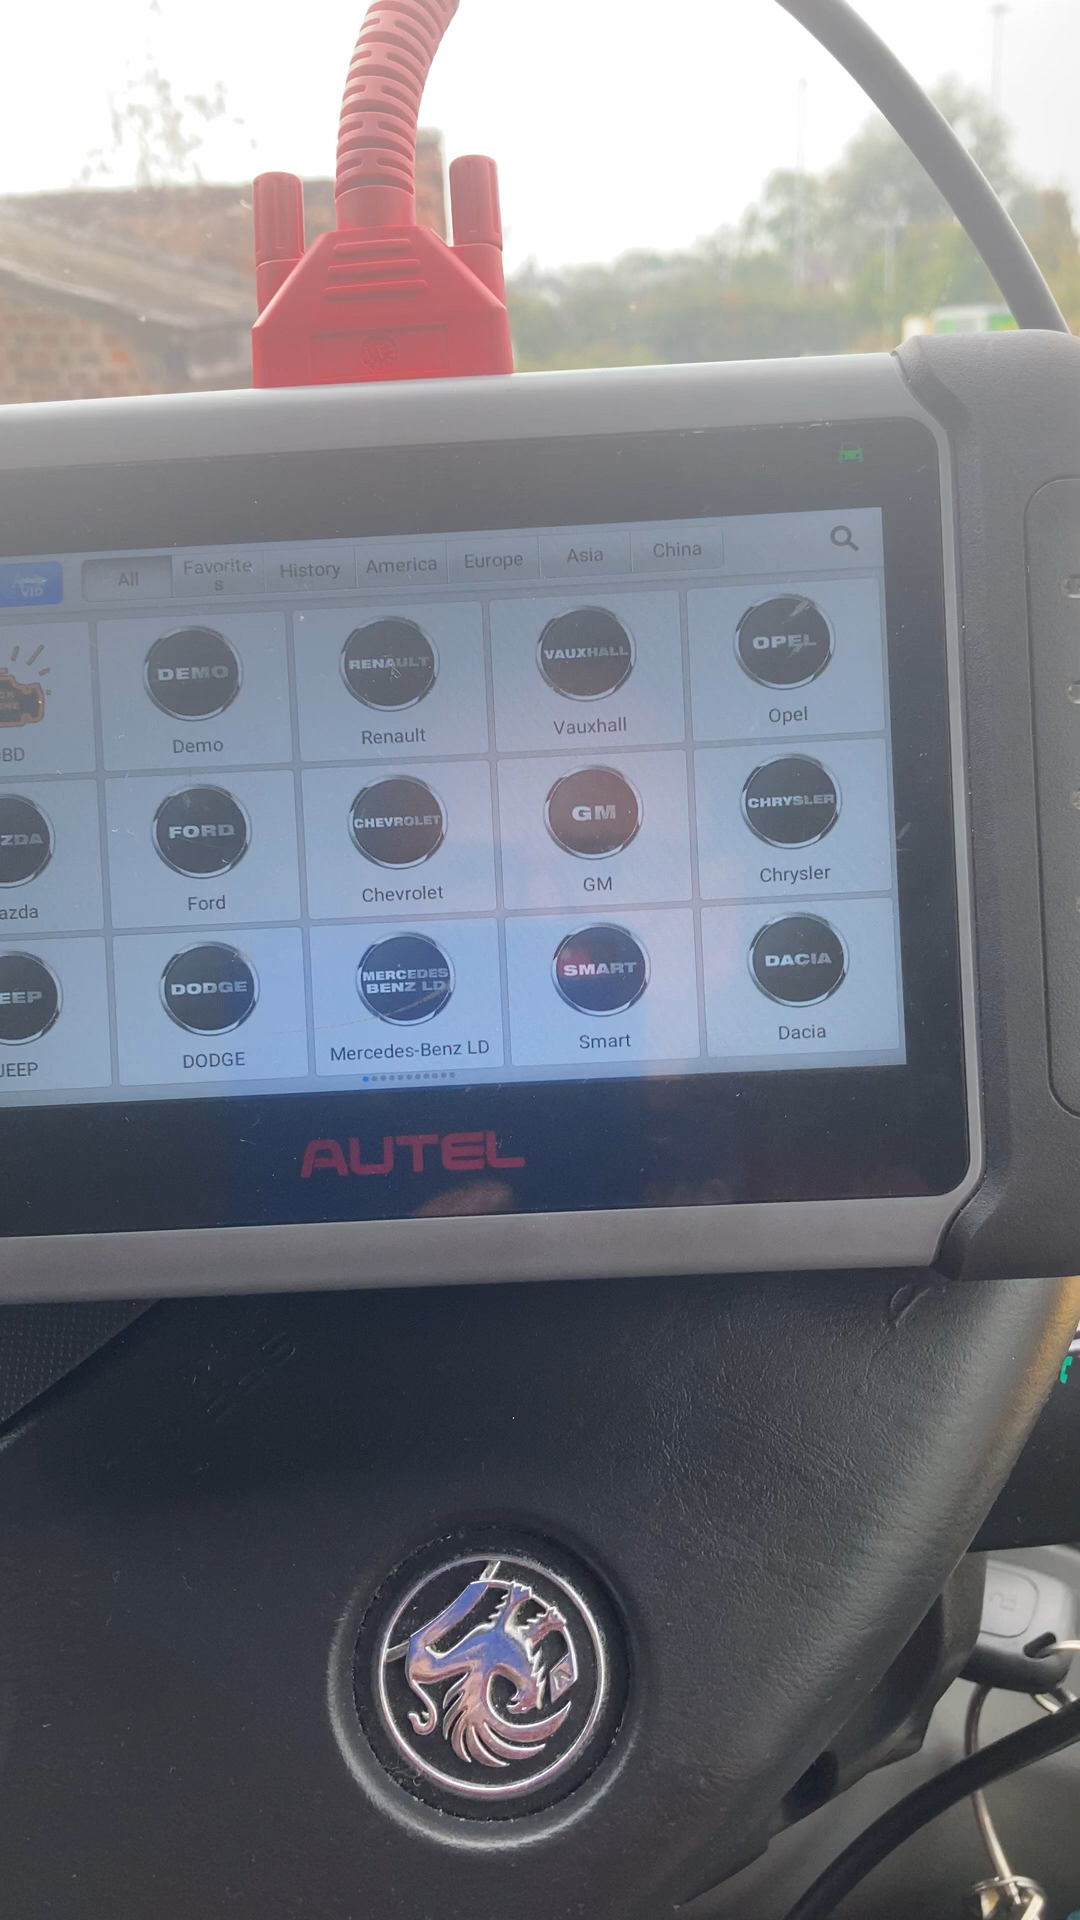 VID
All
Favorite
s
History
America
Europe
Asia
China
DEMO
RENAULT
VAUXHALL
OPEL
BD
Demo
Renault
Vauxhall
Opel
ZDA
FORD
CHEVROLET
GM
CHRYSLER
azda
Ford
Chevrolet
GM
Chrysler
EEP
DODGE
MERCEDES
BENZ LD
SMART
DACIA
JEEP
DODGE
Mercedes-Benz LD
Smart
Dacia
AUTEL